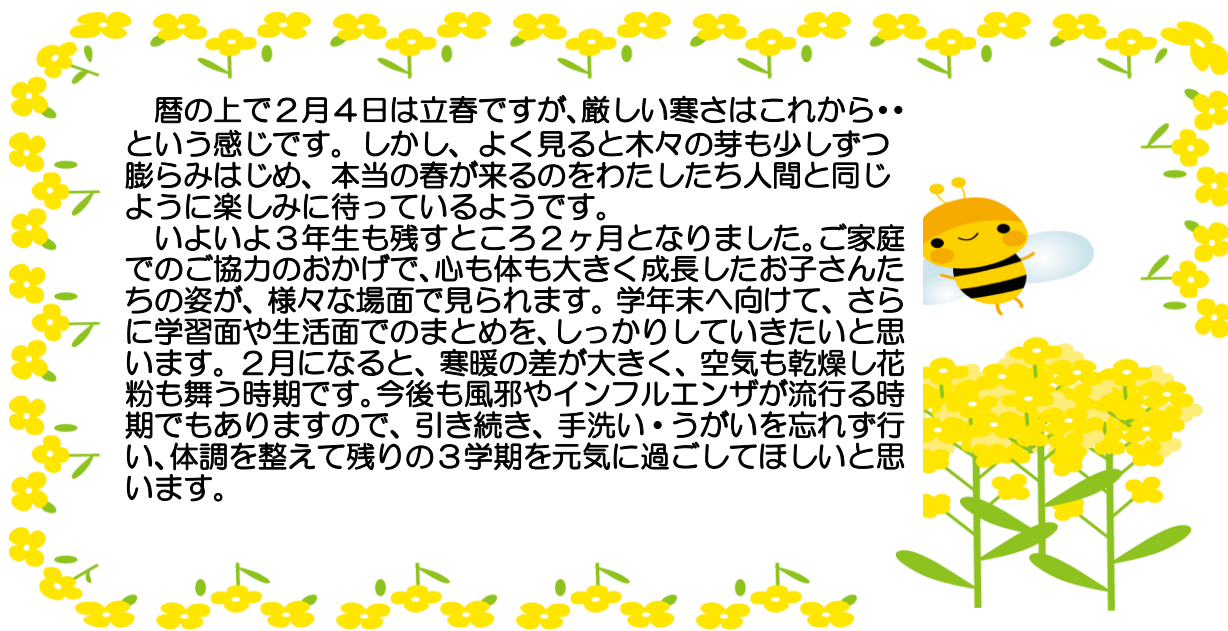 暦の上で２月４日は立春ですが､厳しい寒さはこれから・・
という感じです。しかし、よく見ると木々の芽も少しずつ
膨らみはじめ、本当の春が来るのをわたしたち人間と同じ
ように楽しみに待っているようです。
　いよいよ３年生も残すところ２ヶ月となりました｡ご家庭
でのご協力のおかげで､心も体も大きく成長したお子さんた
ちの姿が、様々な場面で見られます。学年末へ向けて、さら
に学習面や生活面でのまとめを､しっかりしていきたいと思
います。２月になると、寒暖の差が大きく、空気も乾燥し花
粉も舞う時期です｡今後も風邪やインフルエンザが流行る時
期でもありますので、引き続き、手洗い・うがいを忘れず行
い､体調を整えて残りの３学期を元気に過ごしてほしいと思
います。